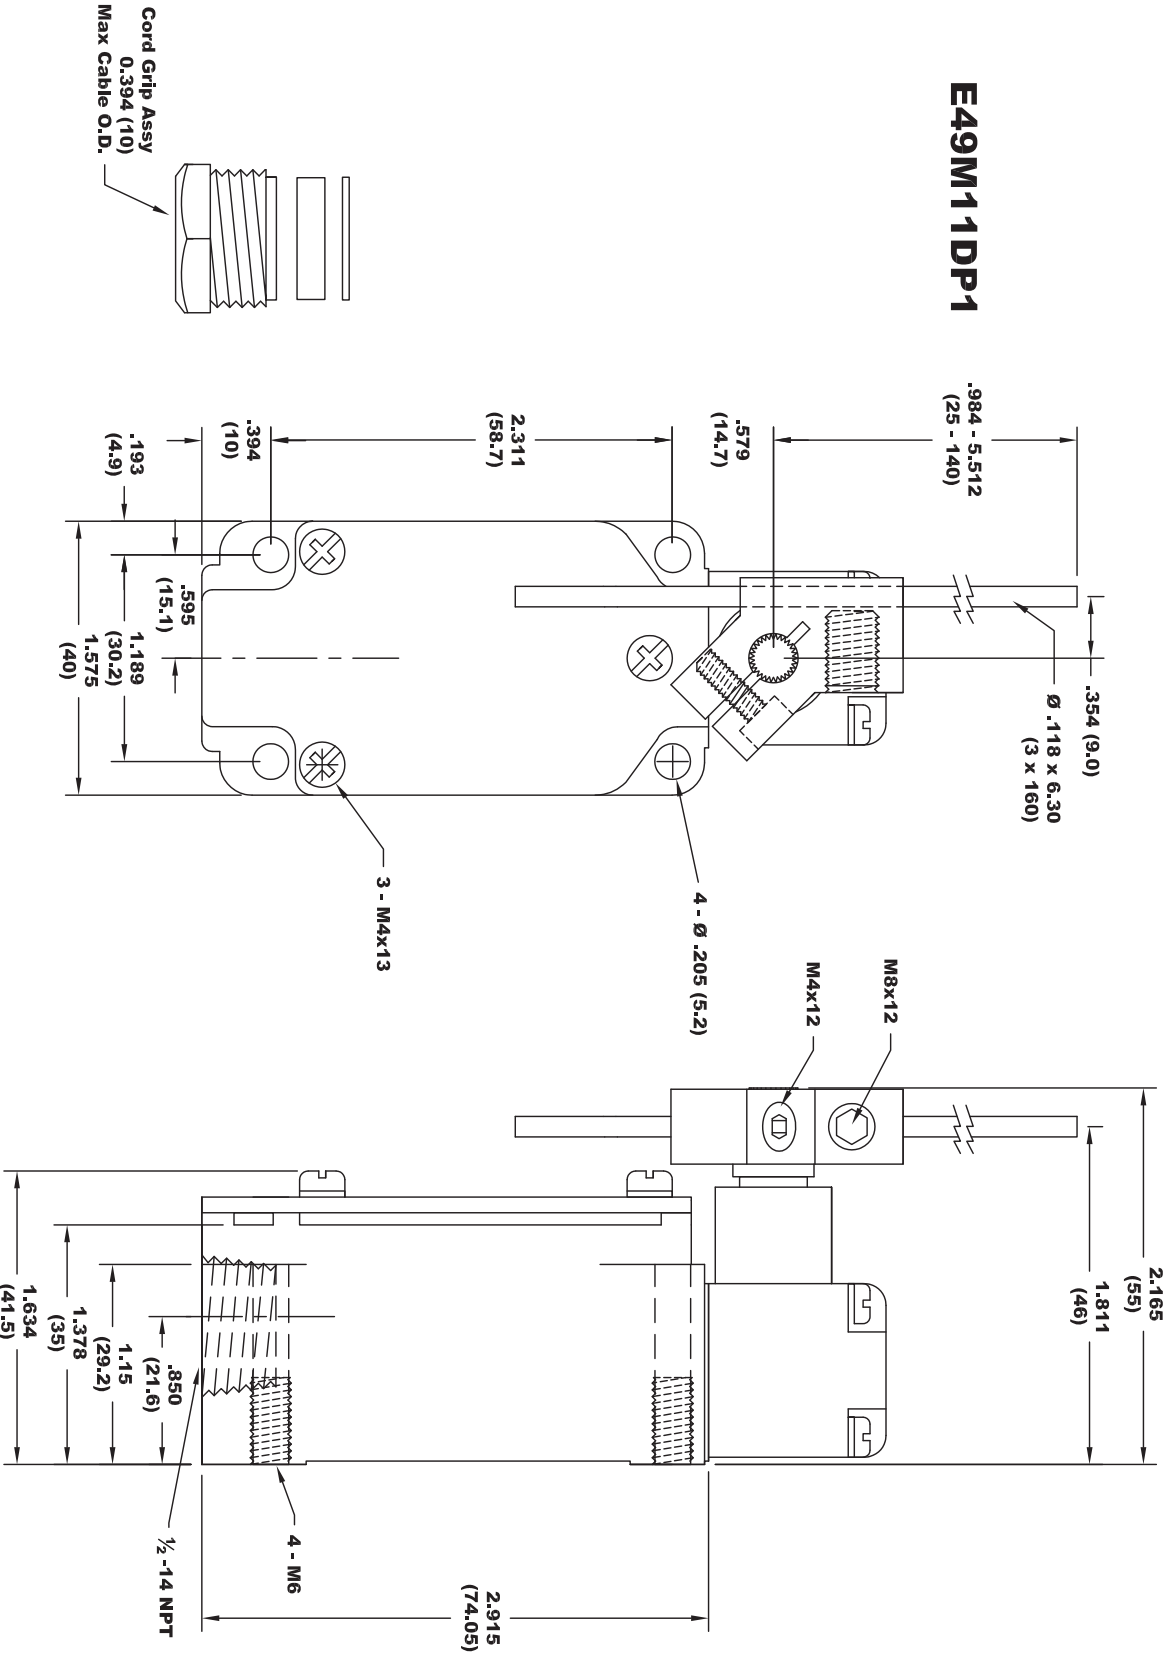 E49M11DP1
Cord Grip Assy
0.394 (10)
Max Cable O.D.
.984 - 5.512
(25 - 140)
.579
(14.7)
2.311
(58.7)
.394
(10)
.193
(4.9)
.595
(15.1)
1.189
(30.2)
1.575
(40)
.354 (9.0)
Ø .118 x 6.30
(3 x 160)
4 - Ø .205 (5.2)
3 - M4x13
M8x12
M4x12
2.165
(55)
1.811
(46)
.850
(21.6)
1.15
(29.2)
1.378
(35)
1.634
(41.5)
4 - M6
½ -14 NPT
2.915
(74.05)